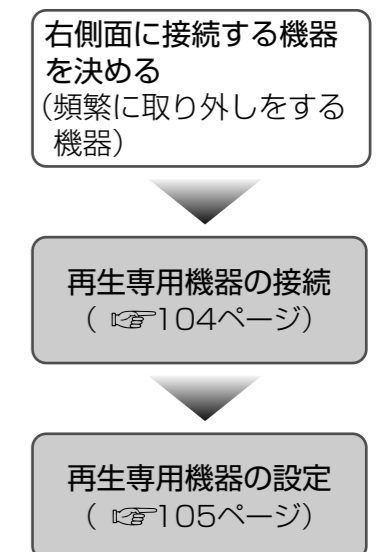 右側面に接続する機器
を決める
（頻繁に取り外しをする
機器）
再生専用機器の接続
（ ☞104ページ）
再生専用機器の設定
（ ☞105ページ）